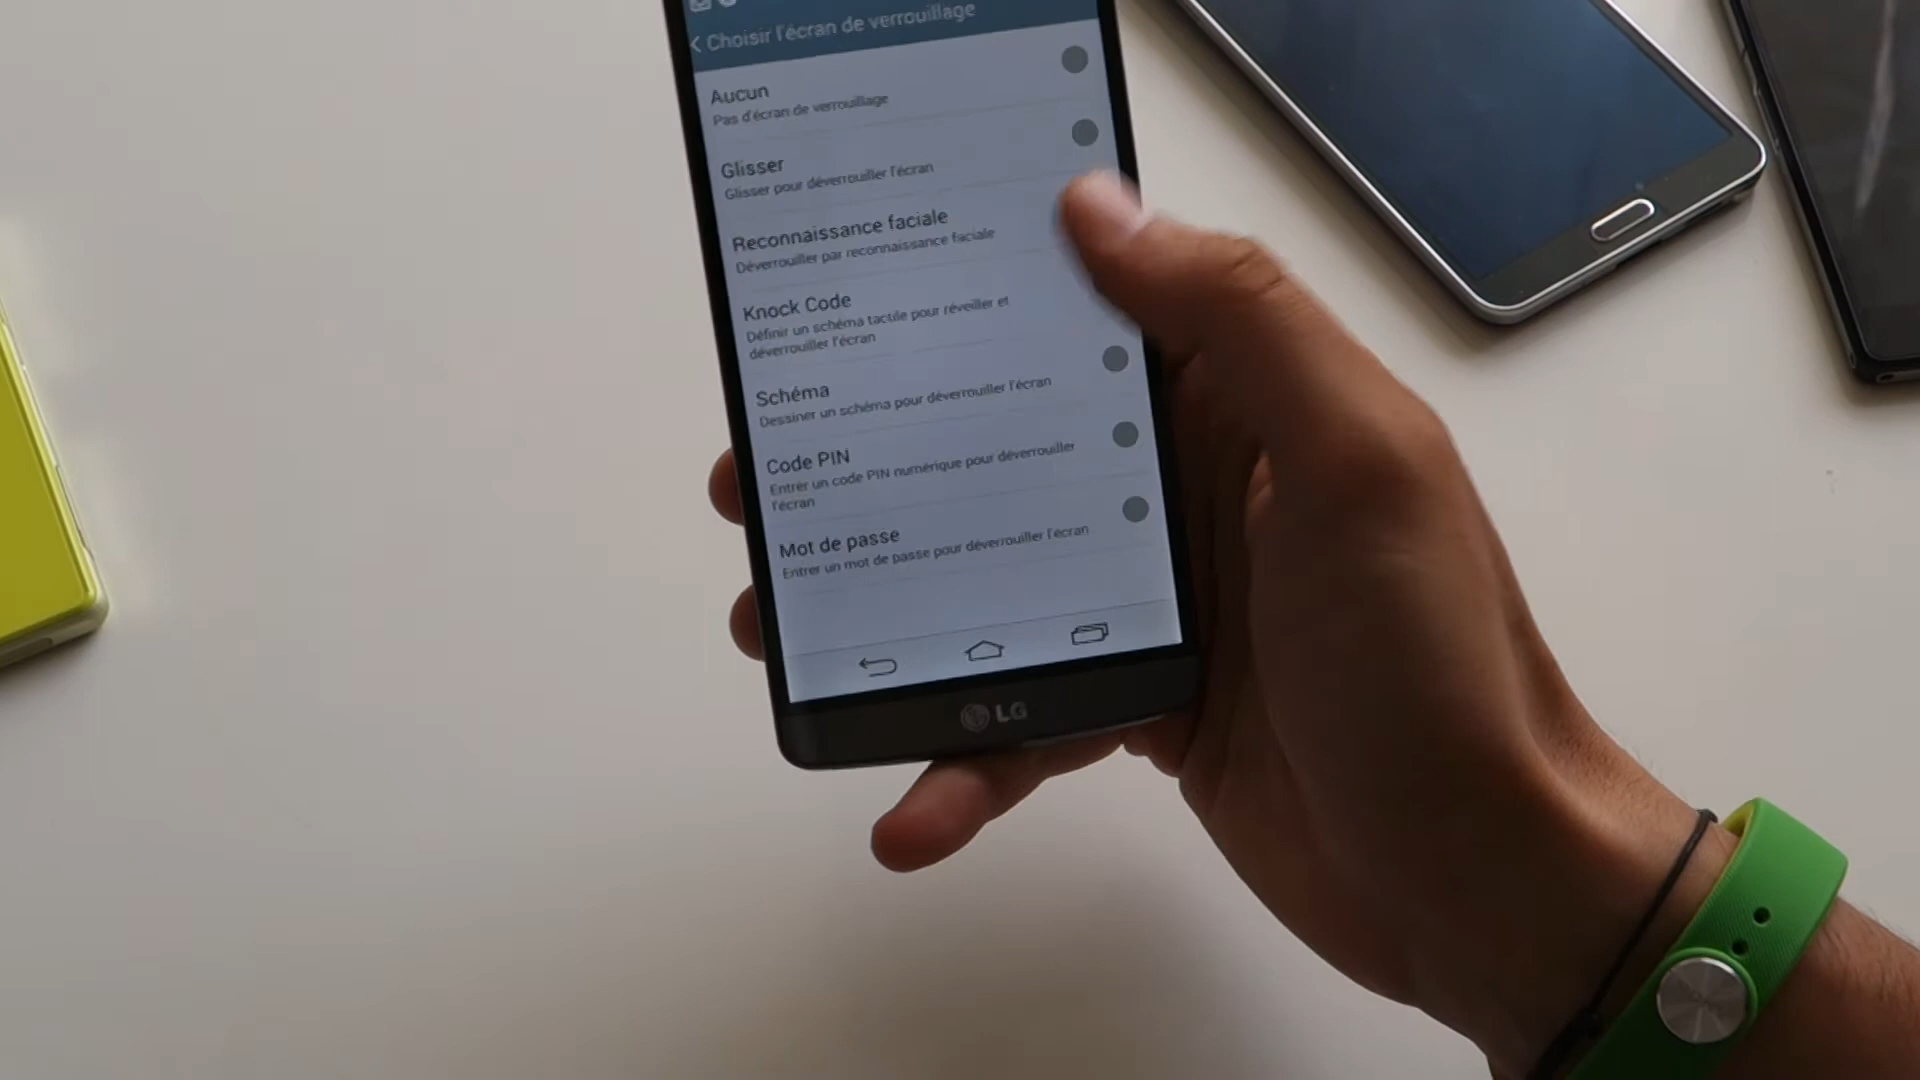 Choisir l'écran de verrouillage
Aucun
Pas d'écran de verrouillage
Glisser
Glisser pour déverrouiller l'écran
Reconnaissance faciale
Déverrouiller par reconnaissance faciale
Knock Code
Définir un schéma tactile pour réveiller et
déverrouiller l'écran
Schéma
Dessiner un schéma pour déverrouiller l'écran
Code PIN
Entrer un code PIN numérique pour déverrouiller
l'écran
Mot de passe
Entrer un mot de passe pour déverrouiller l'écran
LG